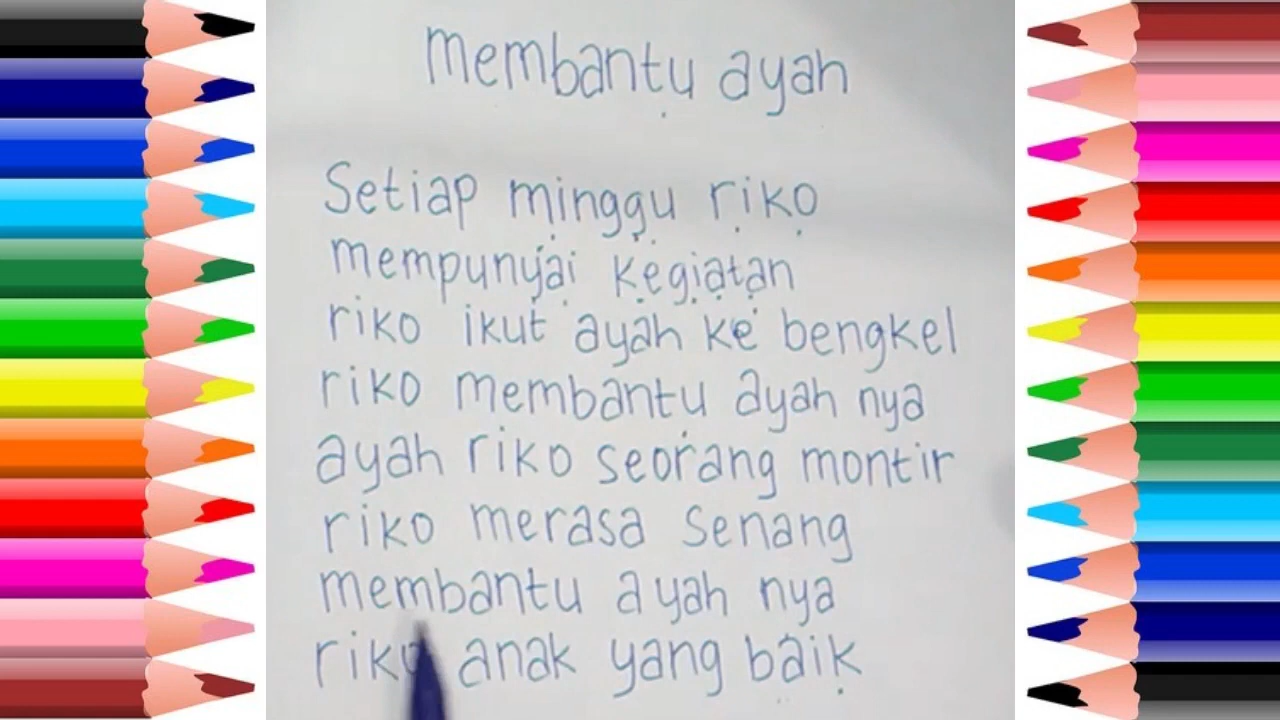 membantu ayah
Setiap minggu riko
mempunyai kegiatan
riko ikut ayah ke bengkel
riko membantu ayah nya
ayah riko seorang montir
riko merasa senang
membantu ayah nya
riko anak yang baik